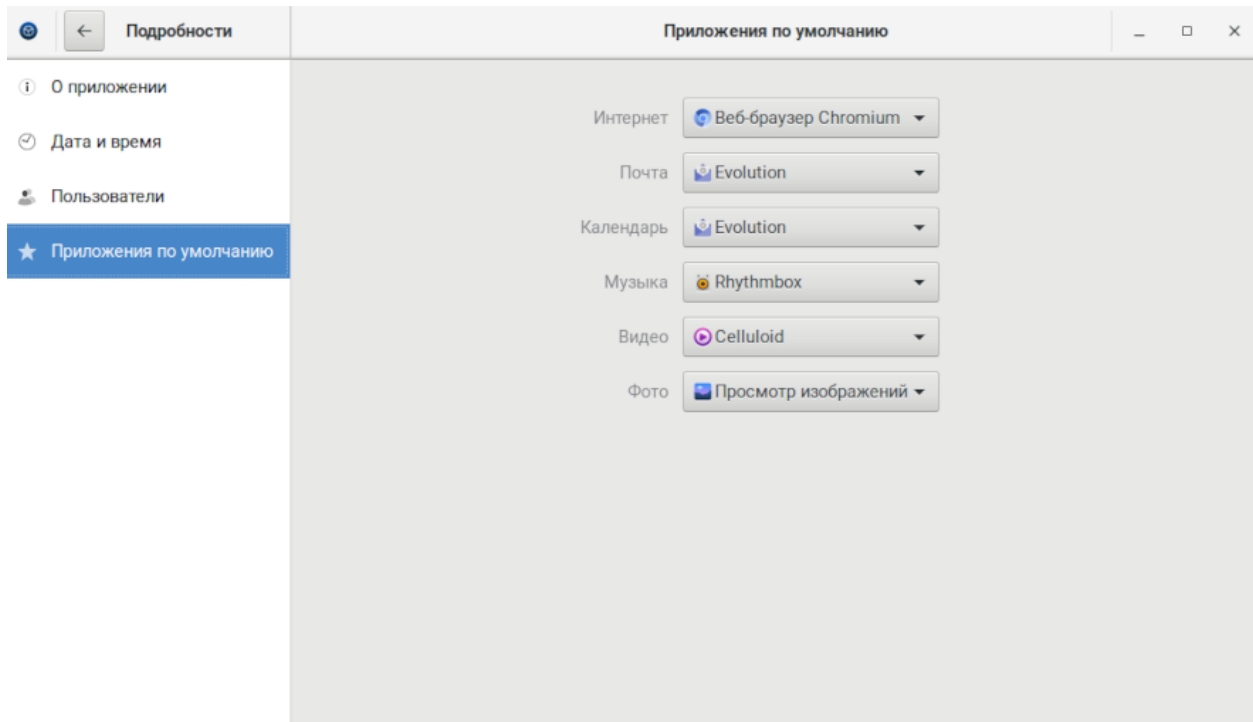 Подробности
Приложения по умолчанию
О приложении
Дата и время
Пользователи
Приложения по умолчанию
Интернет Веб-браузер Chromium
Почта Evolution
Календарь Evolution
Музыка Rhythmbox
Видео Celluloid
Фото Просмотр изображений